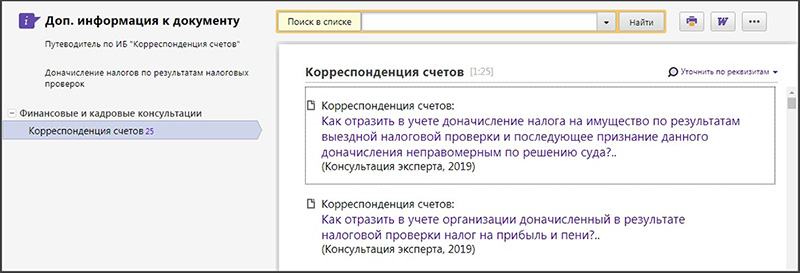 Доп. информация к документу
Путеводитель по ИБ "Корреспонденция счетов"
Доначисление налогов по результатам налоговых
проверок
Финансовые и кадровые консультации
Корреспонденция счетов 25
Поиск в списке
Найти
W
Корреспонденция счетов [1:25]
Уточнить по реквизитам
Корреспонденция счетов:
Как отразить в учете доначисление налога на имущество по результатам
выездной налоговой проверки и последующее признание данного
доначисления неправомерным по решению суда?..
(Консультация эксперта, 2019)
Корреспонденция счетов:
Как отразить в учете организации доначисленный в результате
налоговой проверки налог на прибыль и пени?..
(Консультация эксперта, 2019)